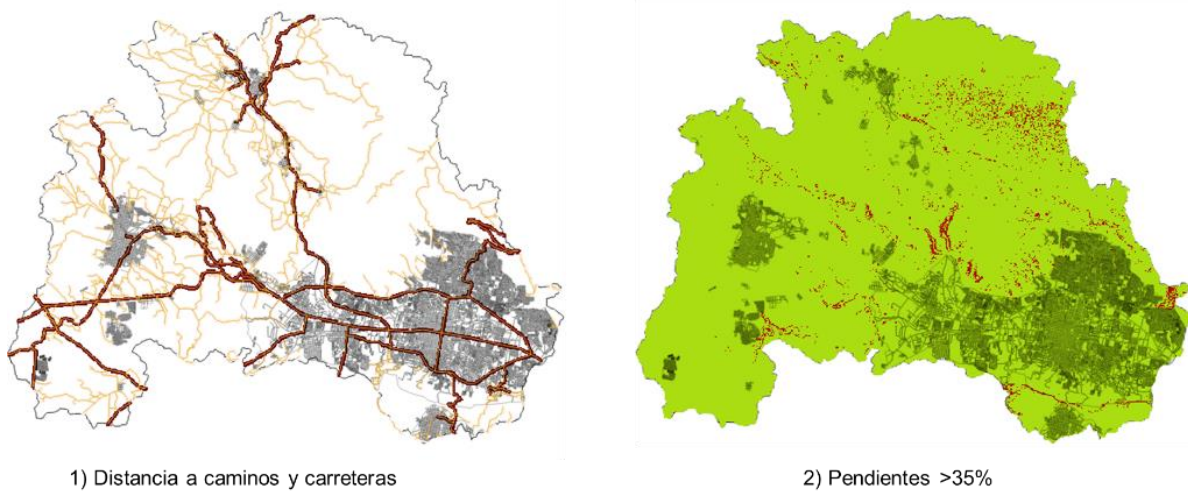 1) Distancia a caminos y carreteras
2) Pendientes >35%